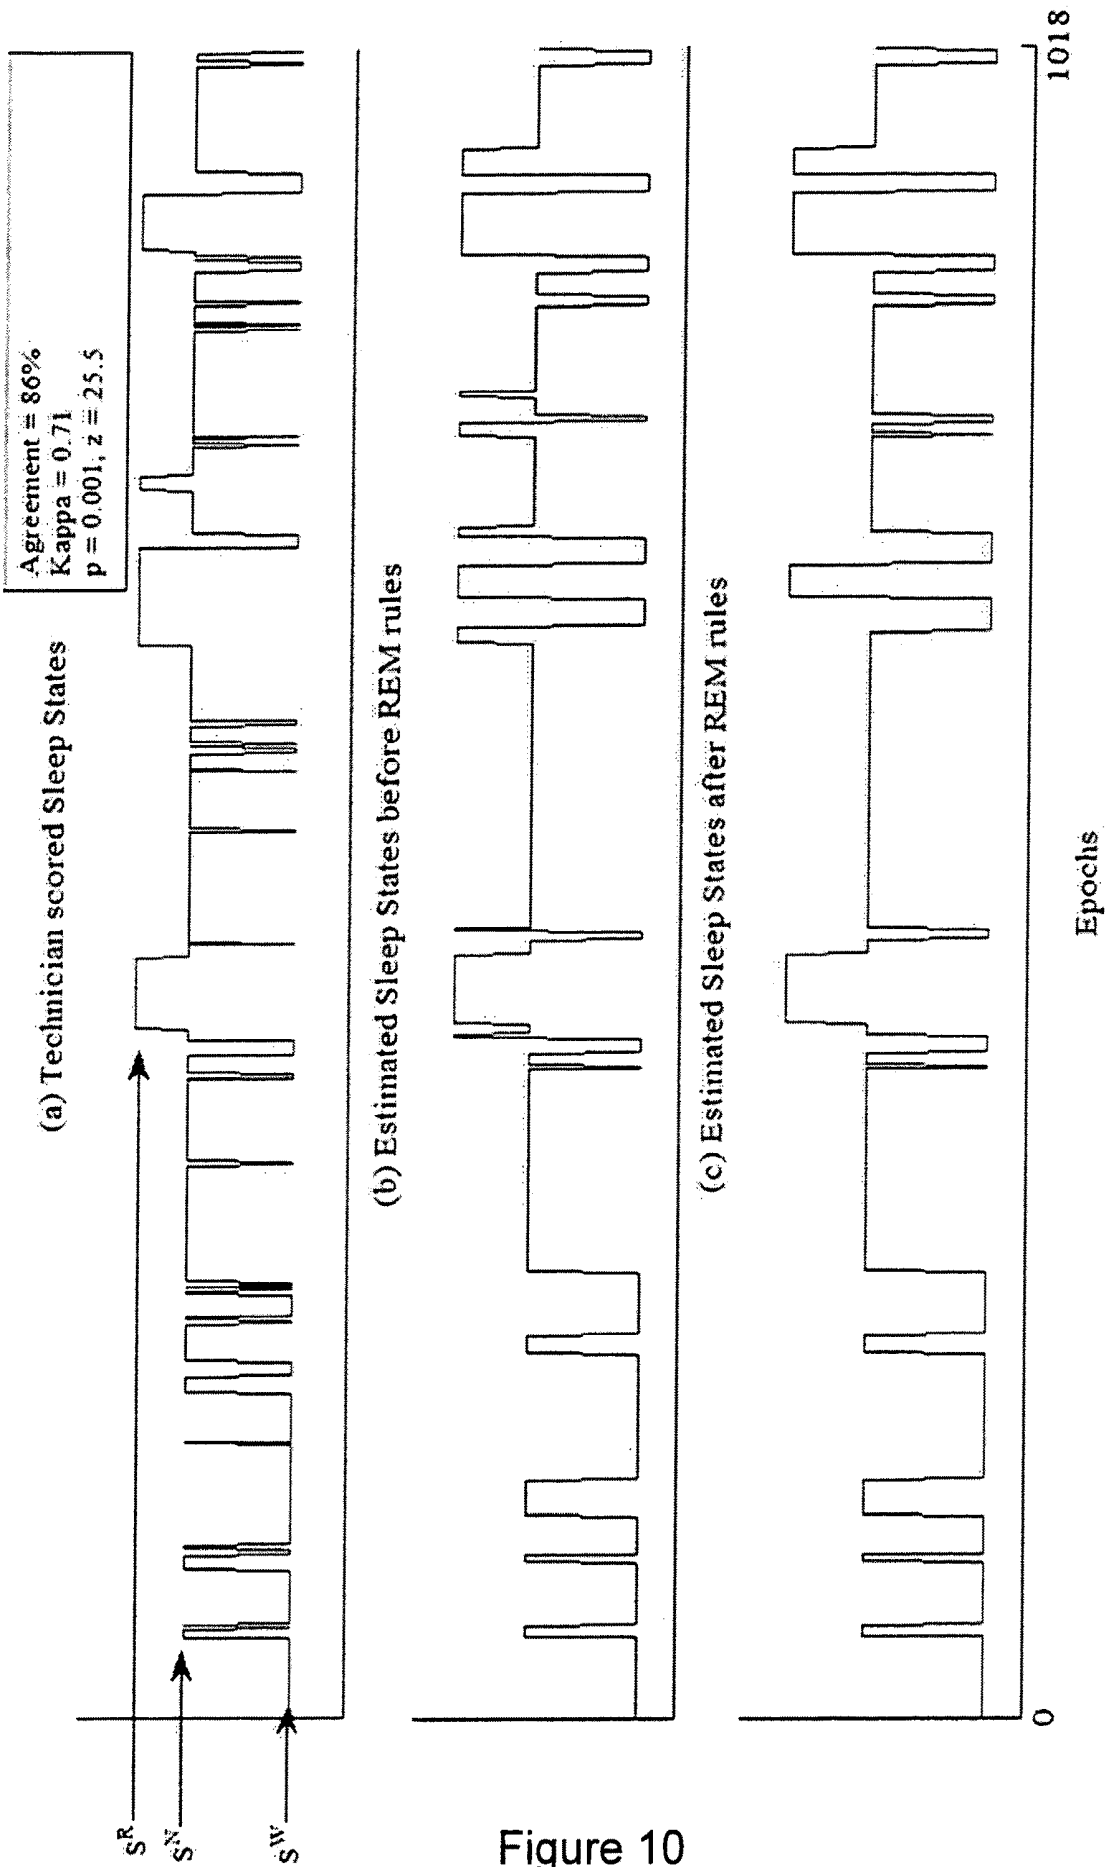 Agreement = 86%
Kappa = 0.71
p = 0.001, z = 25.5
(a) Technician scored Sleep States
S^R
S^N
S^W
(b) Estimated Sleep States before REM rules
(c) Estimated Sleep States after REM rules
0
1018
Epochs
Figure 10